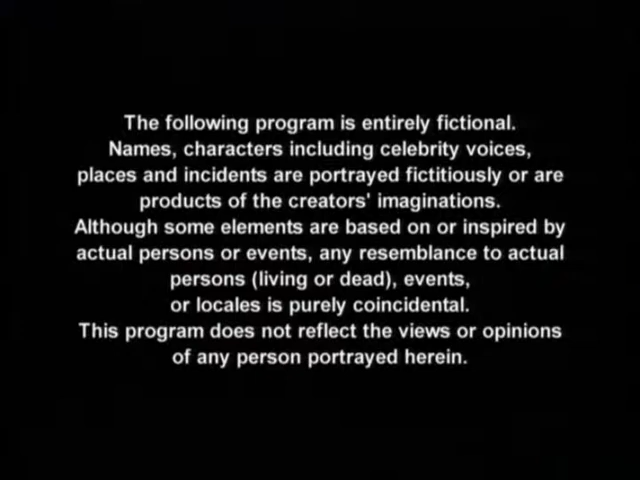 The following program is entirely fictional.
Names, characters including celebrity voices,
places and incidents are portrayed fictitiously or are
products of the creators' imaginations.
Although some elements are based on or inspired by
actual persons or events, any resemblance to actual
persons (living or dead), events,
or locales is purely coincidental.
This program does not reflect the views or opinions
of any person portrayed herein.